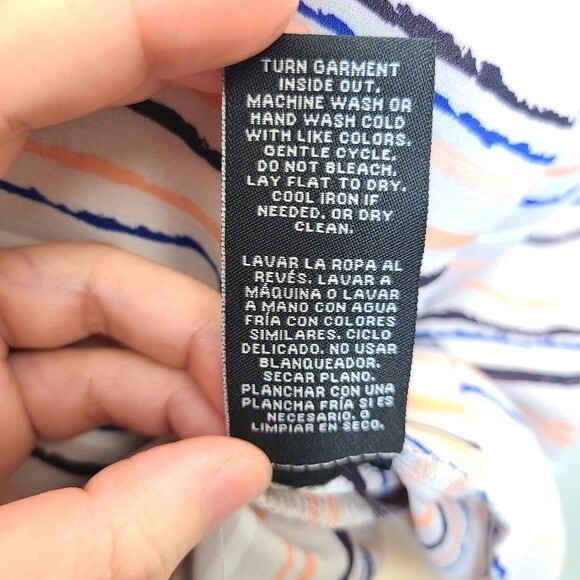 TURN GARMENT
INSIDE OUT.
MACHINE WASH OR
HAND WASH COLD
WITH LIKE COLORS.
GENTLE CYCLE.
DO NOT BLEACH.
LAY FLAT TO DRY.
COOL IRON IF
NEEDED. OR DRY
CLEAN.
LAVAR LA ROPA AL
REVÉS. LAVAR A
MÁQUINA O LAVAR
A MANO CON AGUA
FRÍA CON COLORES
SIMILARES. CICLO
DELICADO. NO USAR
BLANQUEADOR.
SECAR PLANO.
PLANCHAR CON UNA
PLANCHA FRÍA SI ES
NECESARIO. O
LIMPIAR EN SECO.